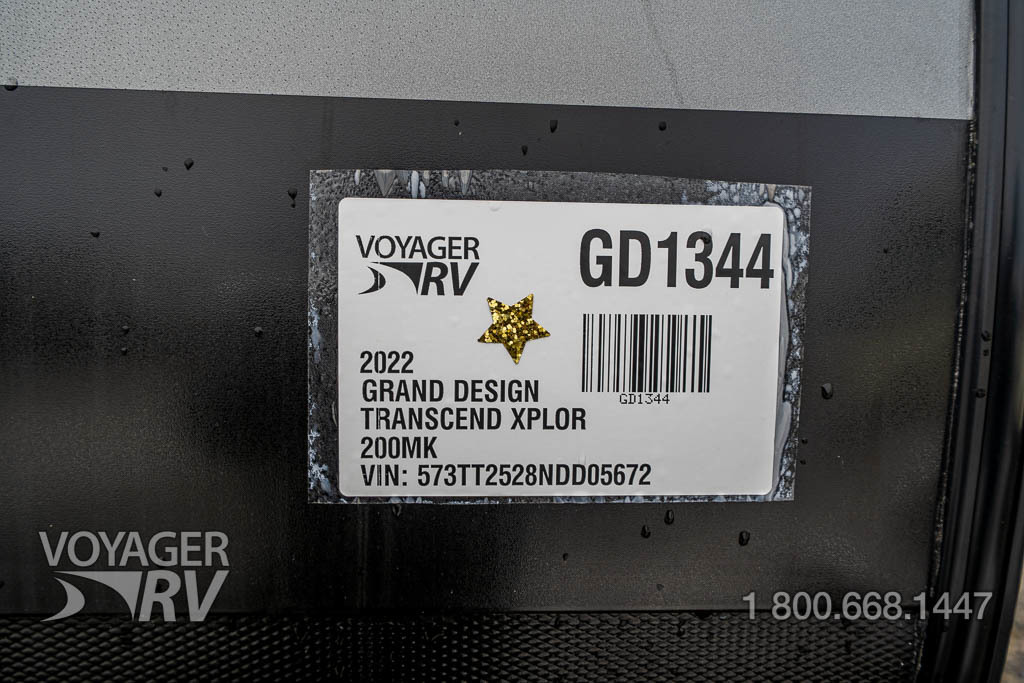 VOYAGER
RV
GD1344
GD1344
2022
GRAND DESIGN
TRANSCEND XPLOR
200MK
VIN: 573TT2528NDD05672
VOYAGER
RV
1 800.668.1447